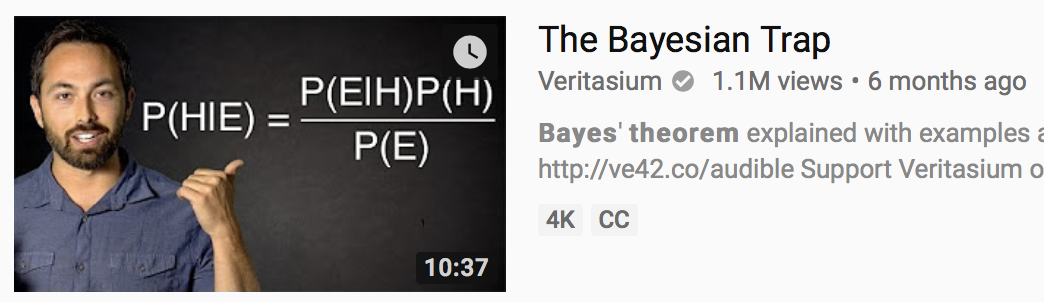 P(H|E) = P(E|H)P(H)
P(E)
10:37
The Bayesian Trap
Veritasium 1.1M views • 6 months ago
Bayes' theorem explained with examples a
http://ve42.co/audible Support Veritasium o
4K CC